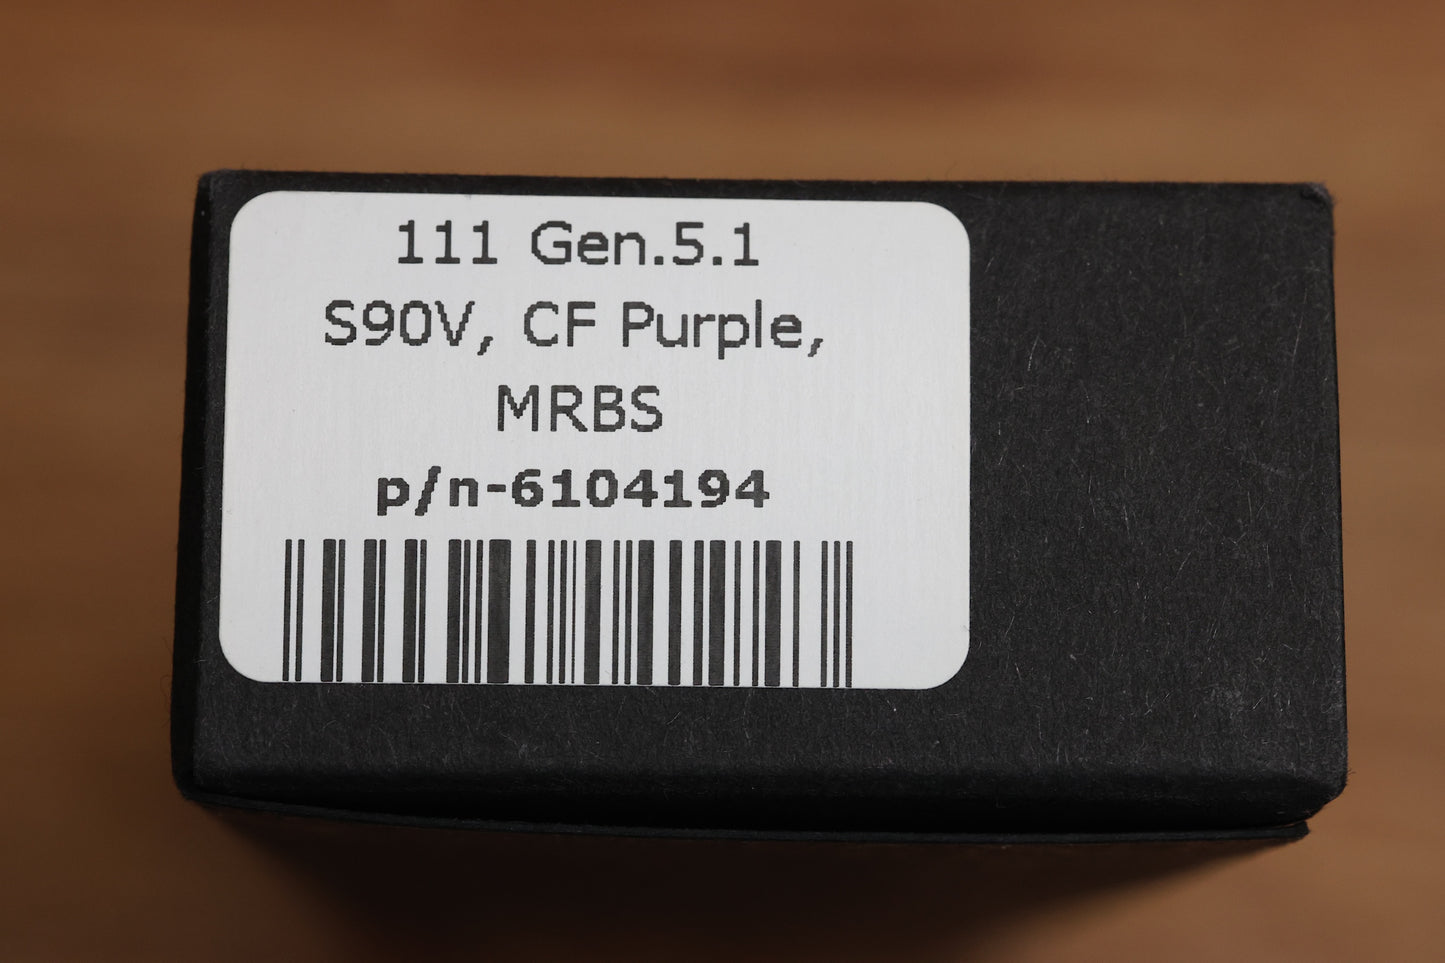 111 Gen.5.1
S90V, CF Purple,
MRBS
p/n-6104194